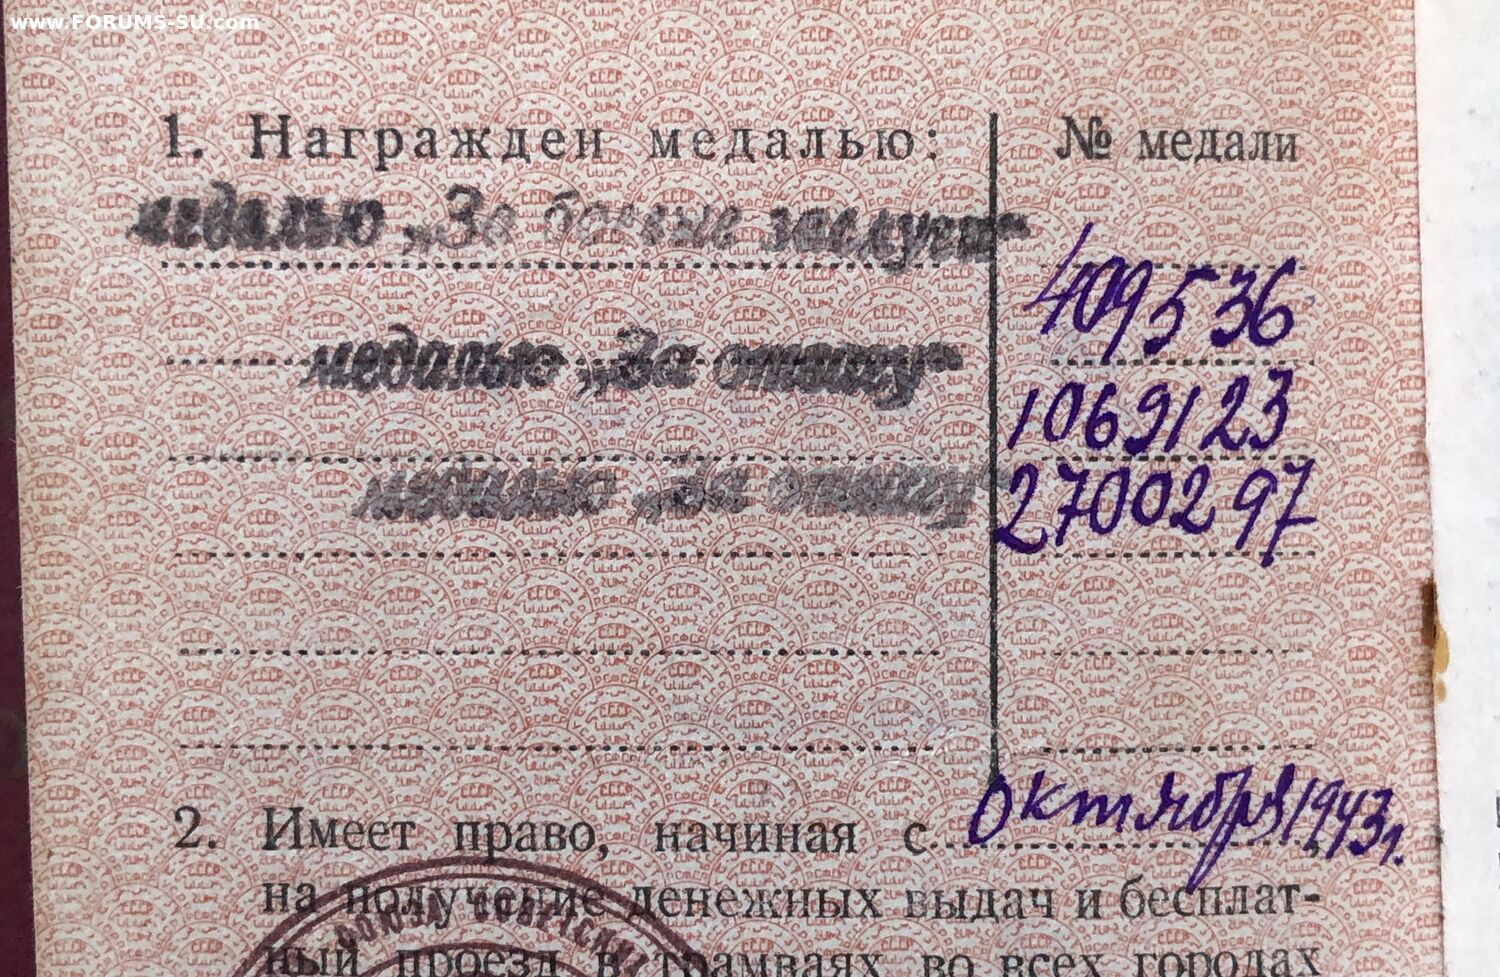 www.FORUMS-SU.com
1. Награжден медалью: № медали
медалью „За боевые заслуги“
409536
медалью „За отвагу“
1069123
медалью „За отвагу“
2700297
2. Имеет право, начиная с Октября 1943 г.
на получение денежных выдач и бесплат-
ный проезд в трамваях во всех городах